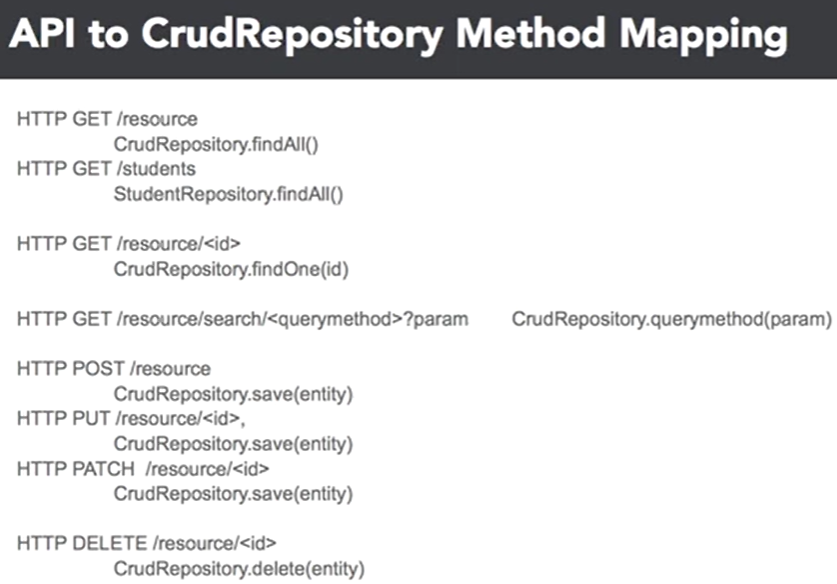 API to CrudRepository Method Mapping
HTTP GET /resource
CrudRepository.findAll()
HTTP GET /students
StudentRepository.findAll()
HTTP GET /resource/<id>
CrudRepository.findOne(id)
HTTP GET /resource/search/<querymethod>?param CrudRepository.querymethod(param)
HTTP POST /resource
CrudRepository.save(entity)
HTTP PUT /resource/<id>,
CrudRepository.save(entity)
HTTP PATCH /resource/<id>
CrudRepository.save(entity)
HTTP DELETE /resource/<id>
CrudRepository.delete(entity)